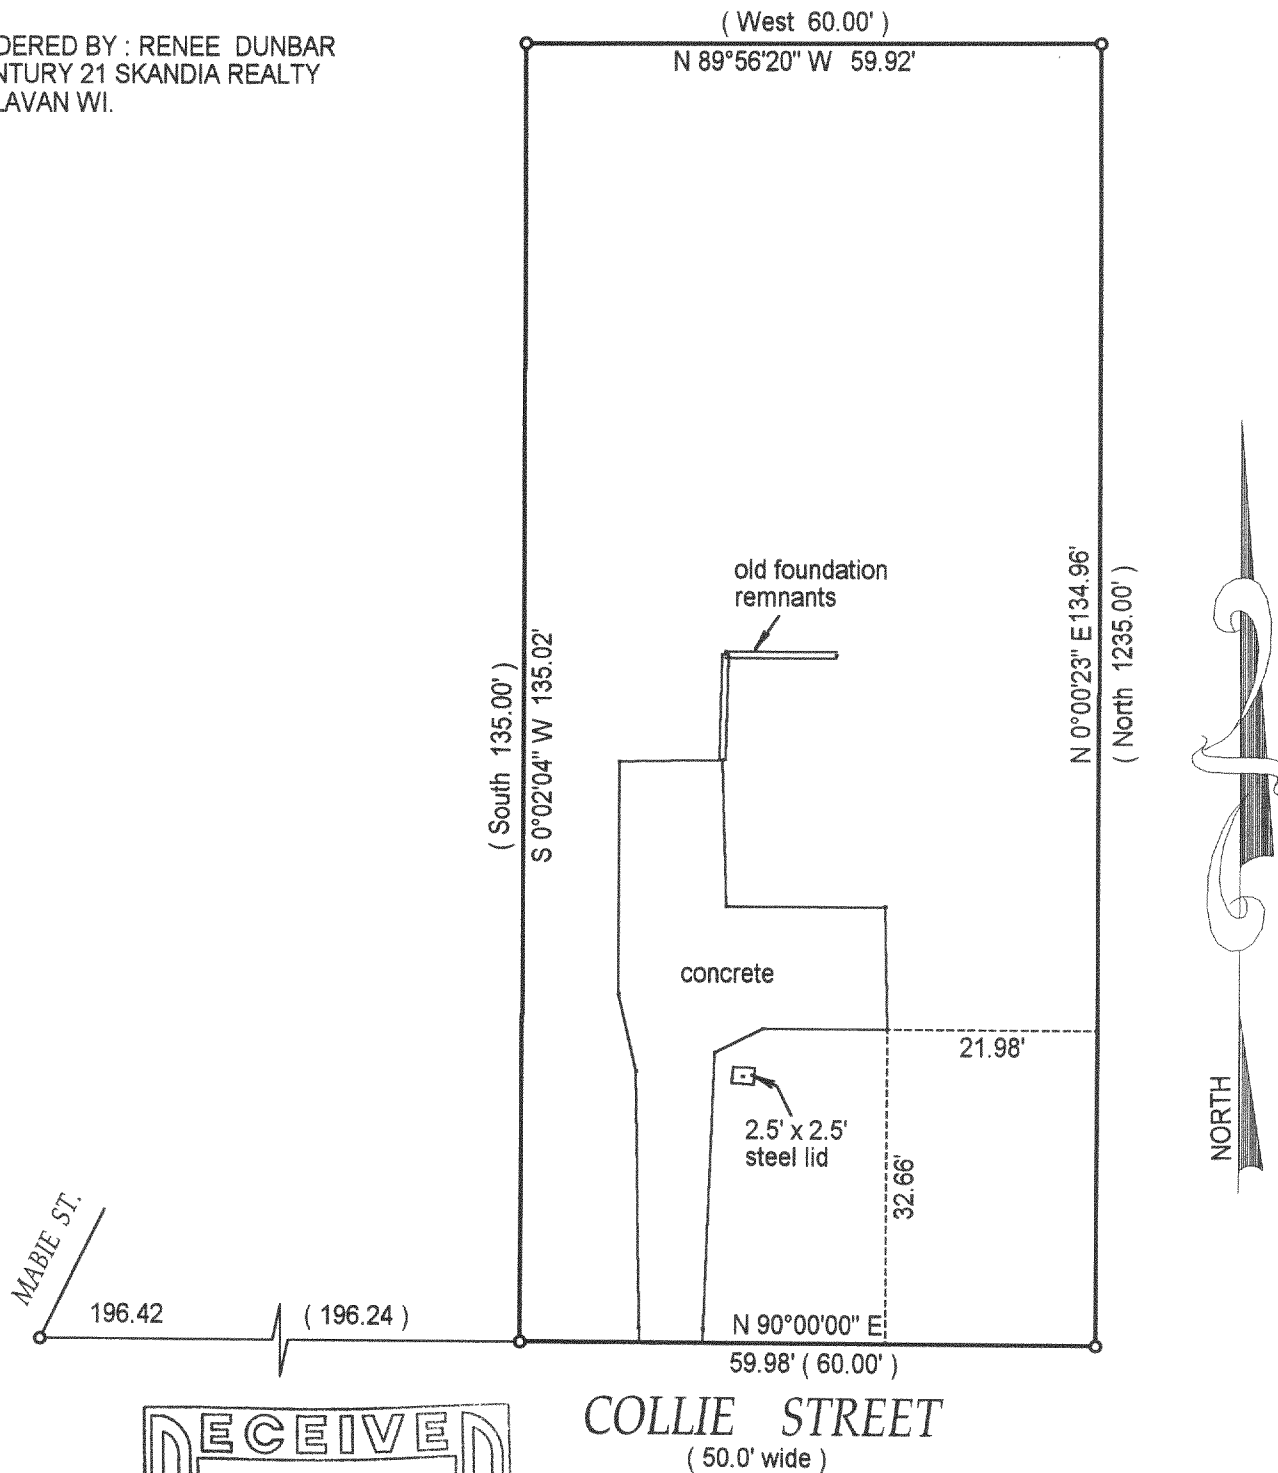 DERED BY : RENEE DUNBAR
NTURY 21 SKANDIA REALTY
LAVAN WI.
( West 60.00' )
N 89°56'20" W 59.92'
old foundation
remnants
( South 135.00' )
S 0°02'04" W 135.02'
N 0°00'23" E 134.96'
( North 1235.00' )
concrete
21.98'
2.5' x 2.5'
steel lid
32.66'
NORTH
MABIE ST.
196.42 ( 196.24 )
N 90°00'00" E
59.98' ( 60.00' )
COLLIE STREET
( 50.0' wide )
ECEIVE